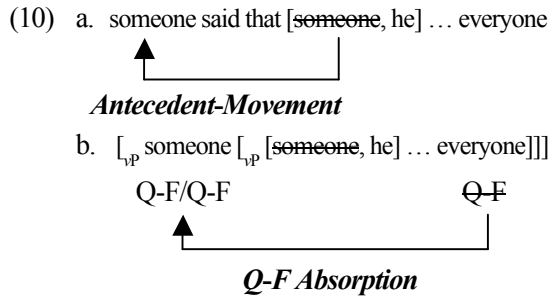 (10) a. someone said that [someone, he] … everyone
Antecedent-Movement
b. [vP someone [vP [someone, he] … everyone]]]
Q-F/Q-F Q-F
Q-F Absorption